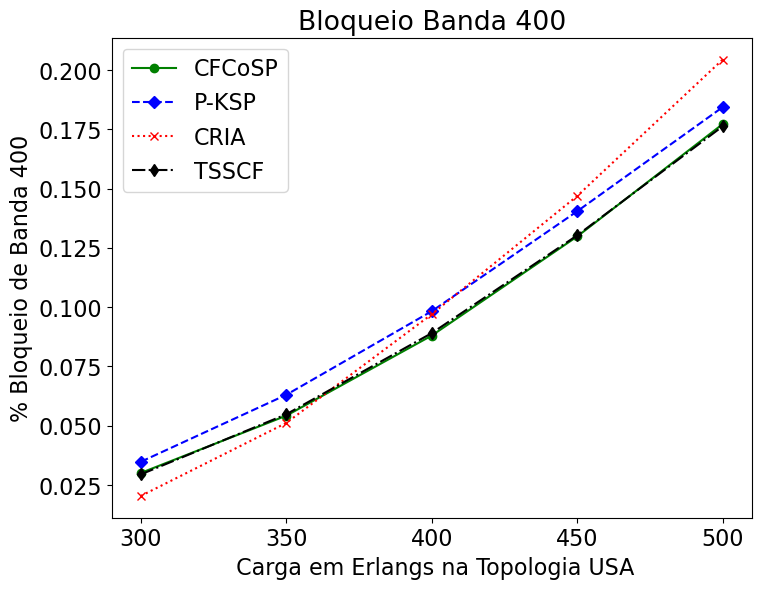 Bloqueio Banda 400
CFCoSP
P-KSP
CRIA
TSSCF
% Bloqueio de Banda 400
0.200
0.175
0.150
0.125
0.100
0.075
0.050
0.025
300 350 400 450 500
Carga em Erlangs na Topologia USA